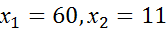 x₁ = 60, x₂ = 11